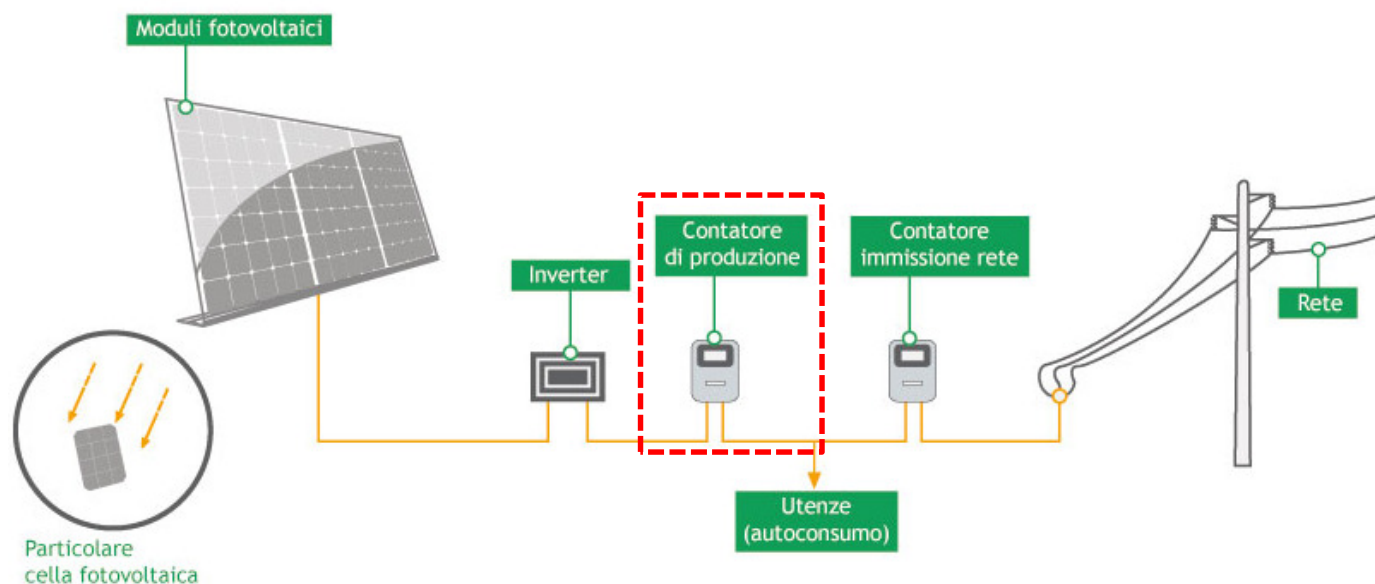 Moduli fotovoltaici
Contatore
di produzione
Contatore
immissione rete
Inverter
Rete
Utenze
(autoconsumo)
Particolare
cella fotovoltaica